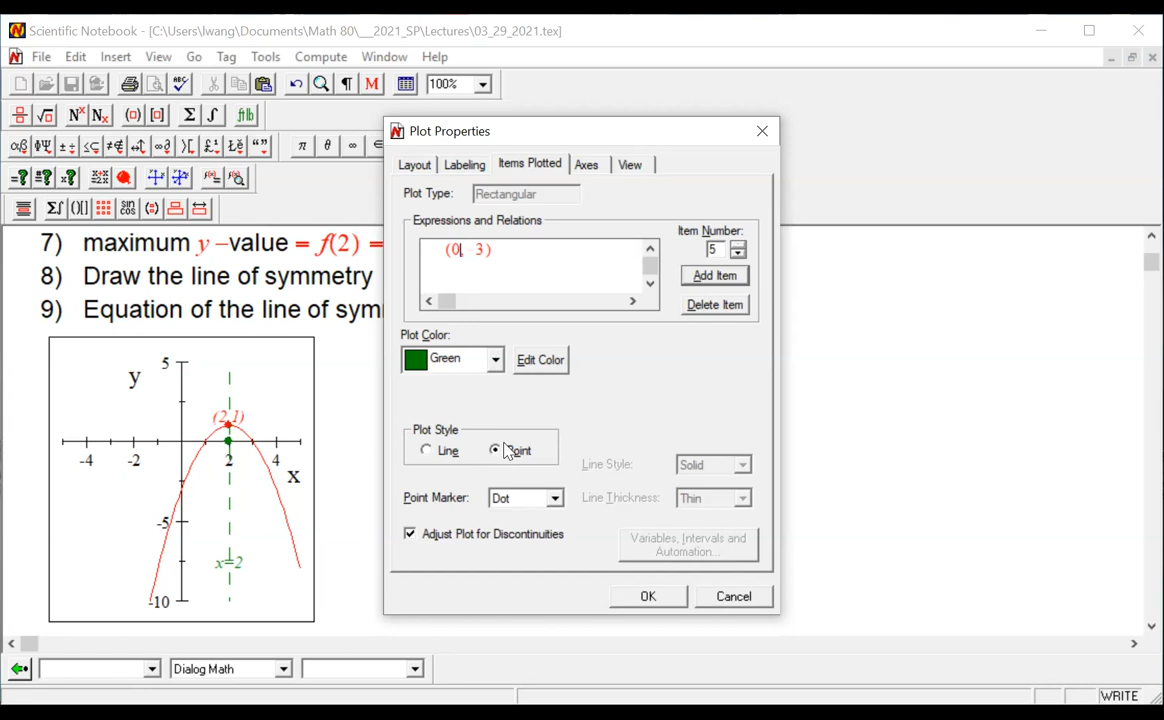 Scientific Notebook - [C:\Users\lwang\Documents\Math 80\__2021_SP\Lectures\03_29_2021.tex]
File Edit Insert View Go Tag Tools Compute Window Help
100%
Plot Properties
Layout Labeling Items Plotted Axes View
Plot Type: Rectangular
Expressions and Relations
Item Number:
(0, -3)
5
Add Item
Delete Item
Plot Color:
Green
Edit Color
Plot Style
Line Point
Line Style: Solid
Point Marker: Dot
Line Thickness: Thin
Adjust Plot for Discontinuities
Variables, Intervals and
Automation...
OK Cancel
7) maximum y -value = f(2) =
8) Draw the line of symmetry
9) Equation of the line of sym
5
y
(2,1)
-4 -2 2 4
x
-5
x=2
-10
Dialog Math
WRITE